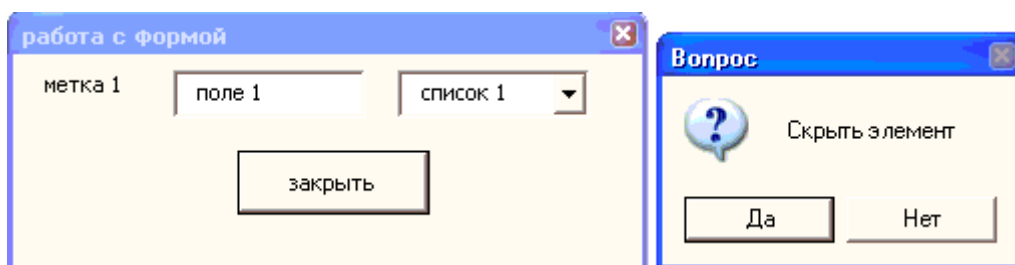 работа с формой
метка 1
поле 1
список 1
закрыть
Вопрос
Скрыть элемент
Да
Нет